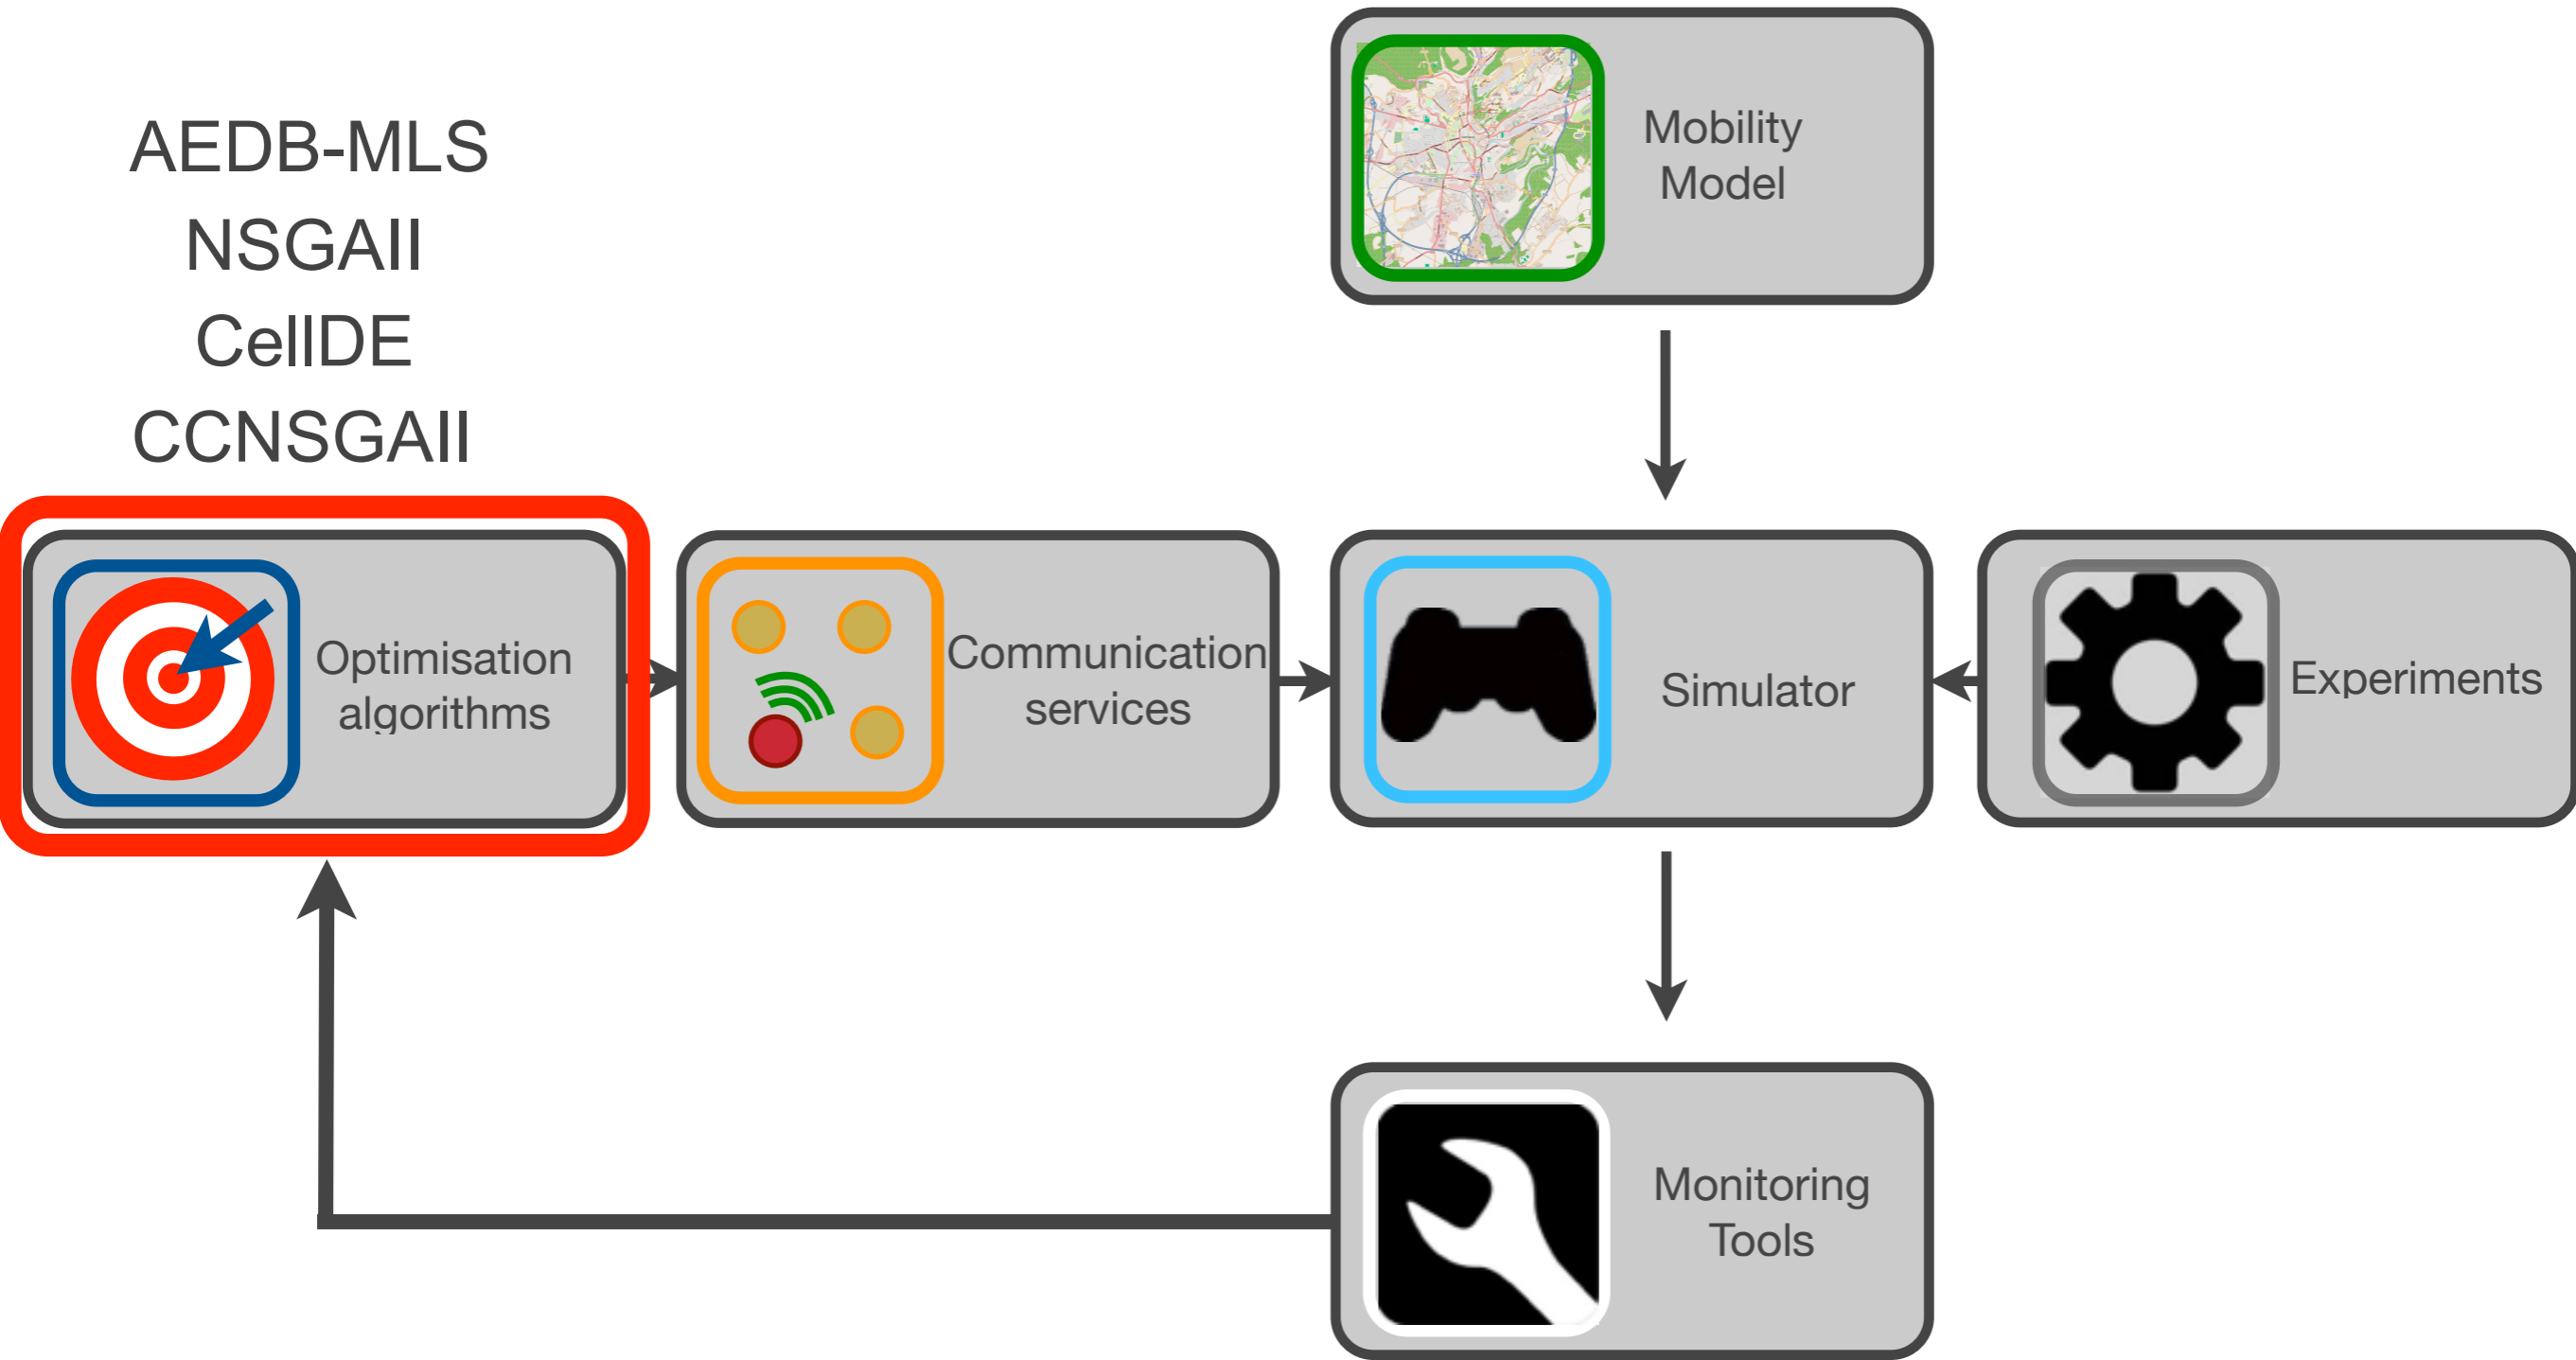 AEDB-MLS
NSGAII
CellDE
CCNSGAII
Mobility
Model
Optimisation
algorithms
Communication
services
Simulator
Experiments
Monitoring
Tools